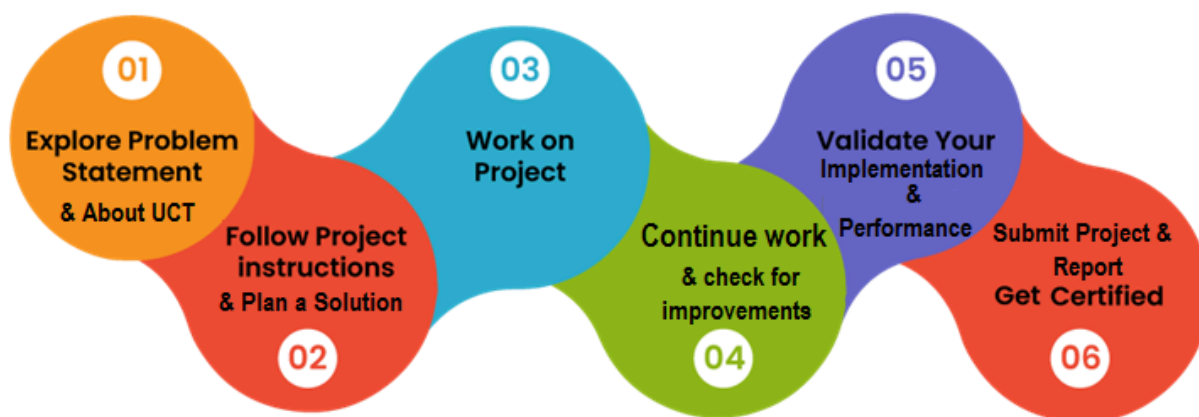 01
Explore Problem
Statement
& About UCT
Follow Project
instructions
& Plan a Solution
02
03
Work on
Project
Continue work
& check for
improvements
04
05
Validate Your
Implementation
&
Performance
Submit Project &
Report
Get Certified
06